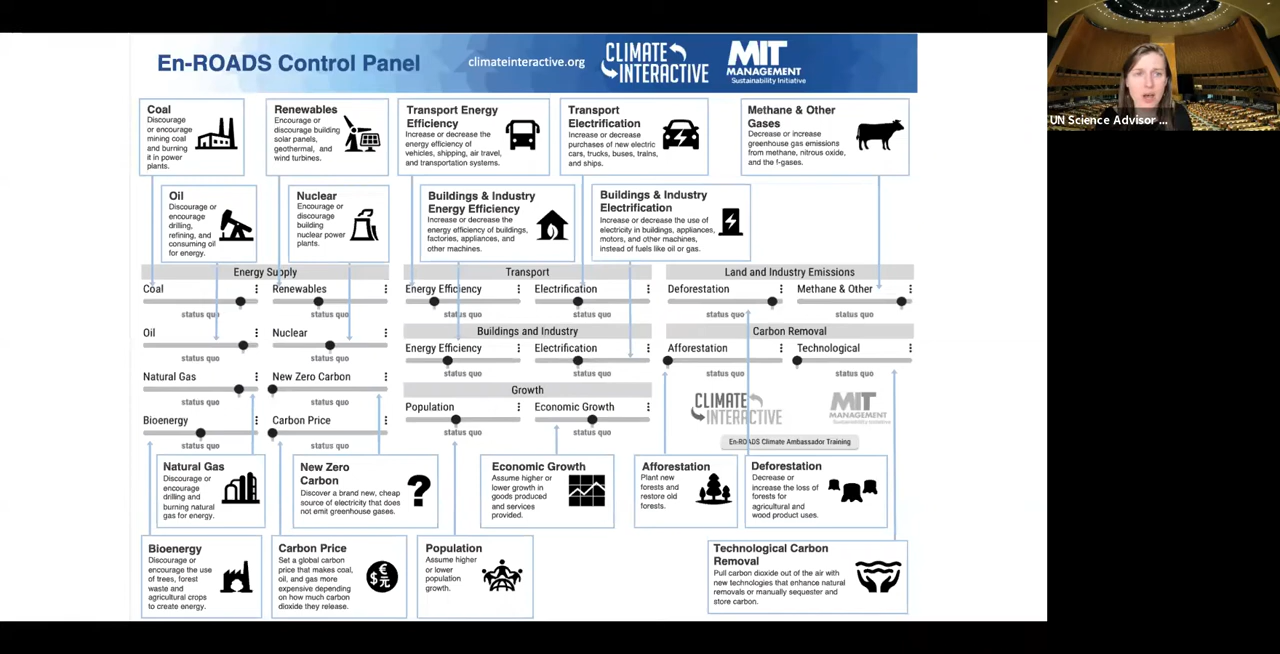 En-ROADS Control Panel
climateinteractive.org
CLIMATE
INTERACTIVE
MIT
MANAGEMENT
Sustainability Initiative
UN Science Advisor ...
Coal
Discourage
or encourage
mining coal
and burning
it in power
plants.
Renewables
Encourage or
discourage building
solar panels,
geothermal, and
wind turbines.
Transport Energy
Efficiency
Increase or decrease the
energy efficiency of
vehicles, shipping, air travel,
and transportation systems.
Transport
Electrification
Increase or decrease
purchases of new electric
cars, trucks, buses, trains,
and ships.
Methane & Other
Gases
Decrease or increase
greenhouse gas emissions
from methane, nitrous oxide,
and the f-gases.
Oil
Discourage or
encourage
drilling,
refining, and
consuming oil
for energy.
Nuclear
Encourage or
discourage
building
nuclear power
plants.
Buildings & Industry
Energy Efficiency
Increase or decrease the
energy efficiency of buildings,
factories, appliances, and
other machines.
Buildings & Industry
Electrification
Increase or decrease the use of
electricity in buildings, appliances,
motors, and other machines,
instead of fuels like oil or gas.
Energy Supply
Coal
status quo
Renewables
status quo
Oil
status quo
Nuclear
status quo
Natural Gas
status quo
New Zero Carbon
status quo
Bioenergy
status quo
Carbon Price
status quo
Transport
Energy Efficiency
status quo
Electrification
status quo
Buildings and Industry
Energy Efficiency
status quo
Electrification
status quo
Growth
Population
status quo
Economic Growth
status quo
Land and Industry Emissions
Deforestation
status quo
Methane & Other
status quo
Carbon Removal
Afforestation
status quo
Technological
status quo
CLIMATE
INTERACTIVE
MIT
MANAGEMENT
Sustainability Initiative
En-ROADS Climate Ambassador Training
Natural Gas
Discourage or
encourage
drilling and
burning natural
gas for energy.
New Zero
Carbon
Discover a brand new, cheap
source of electricity that does
not emit greenhouse gases.
?
Economic Growth
Assume higher or
lower growth in
goods produced
and services
provided.
Afforestation
Plant new
forests and
restore old
forests.
Deforestation
Decrease or
increase the loss of
forests for
agricultural and
wood product uses.
Bioenergy
Discourage or
encourage the use
of trees, forest
waste and
agricultural crops
to create energy.
Carbon Price
Set a global carbon
price that makes coal,
oil, and gas more
expensive depending
on how much carbon
dioxide they release.
€
$元
Population
Assume higher
or lower
population
growth.
Technological Carbon
Removal
Pull carbon dioxide out of the air with
new technologies that enhance natural
removals or manually sequester and
store carbon.